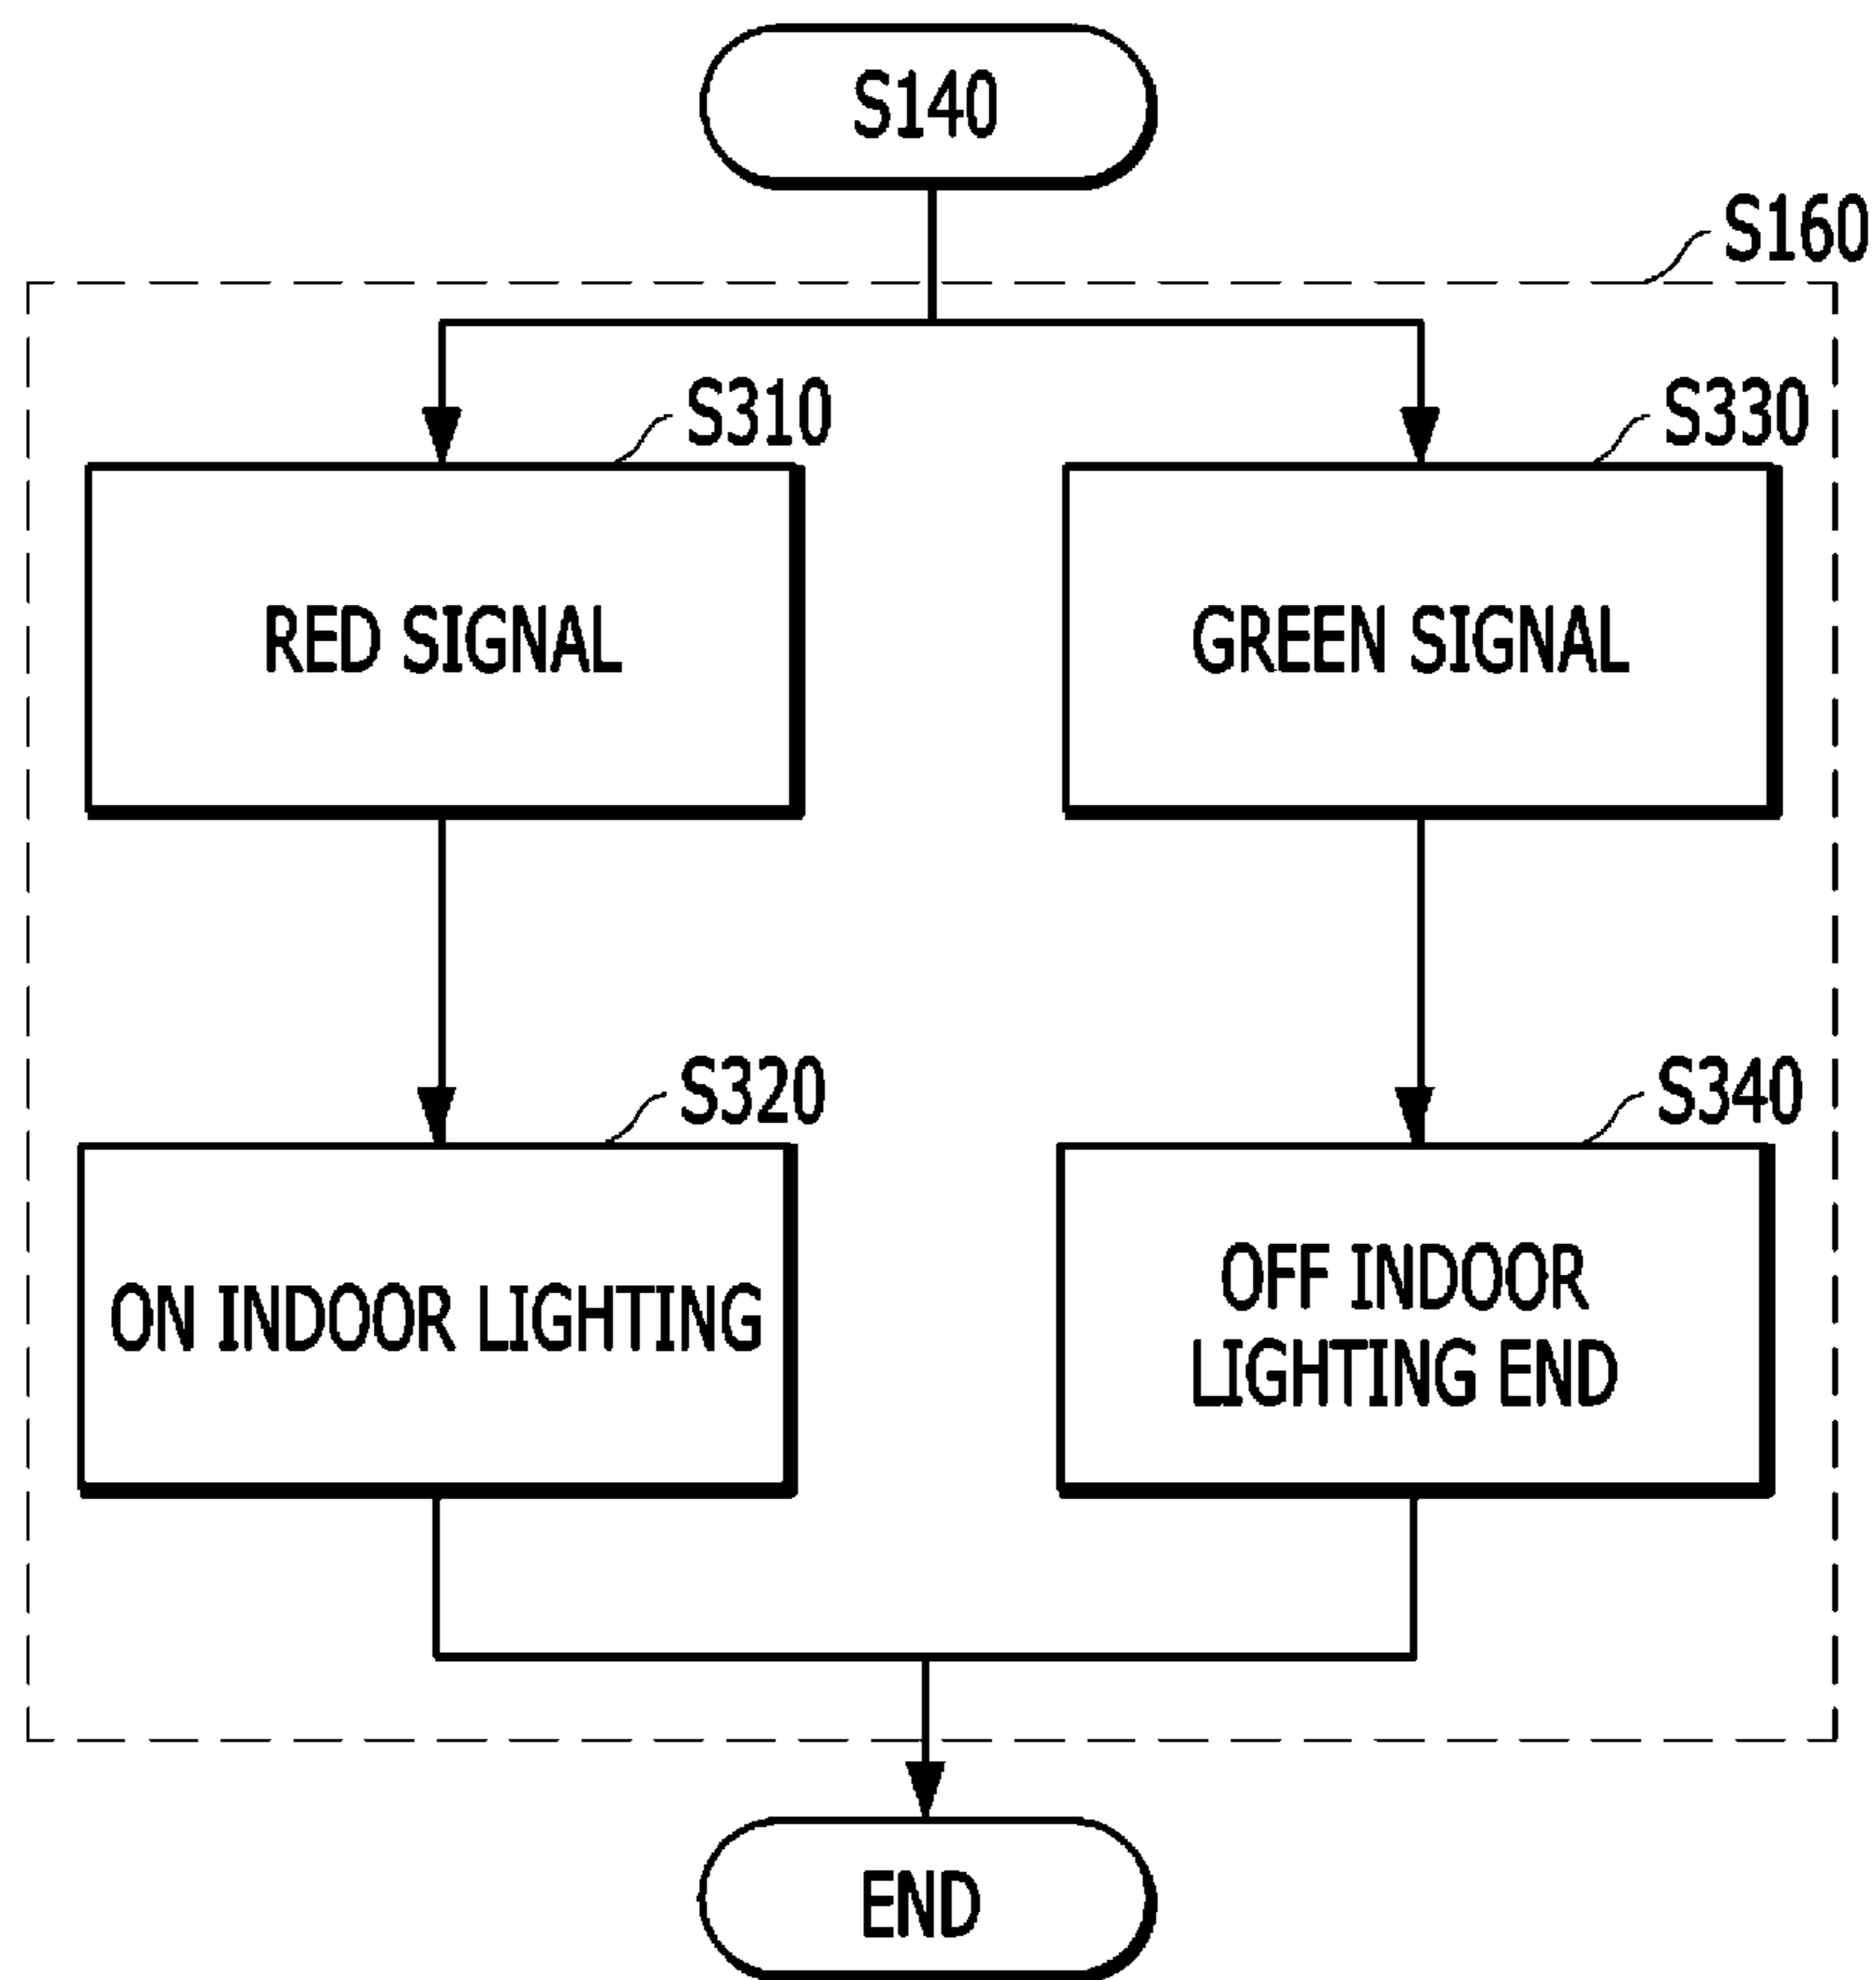 S140
S160
S310
S330
RED SIGNAL
GREEN SIGNAL
S320
S340
ON INDOOR LIGHTING
OFF INDOOR
LIGHTING END
END